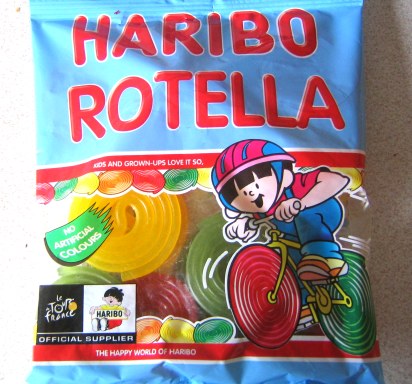 HARIBO
ROTELLA
KIDS AND GROWN-UPS LOVE IT SO,
NO
ARTIFICIAL
COLOURS
le
TOUR
de
FRANCE
HARIBO
OFFICIAL SUPPLIER
THE HAPPY WORLD OF HARIBO